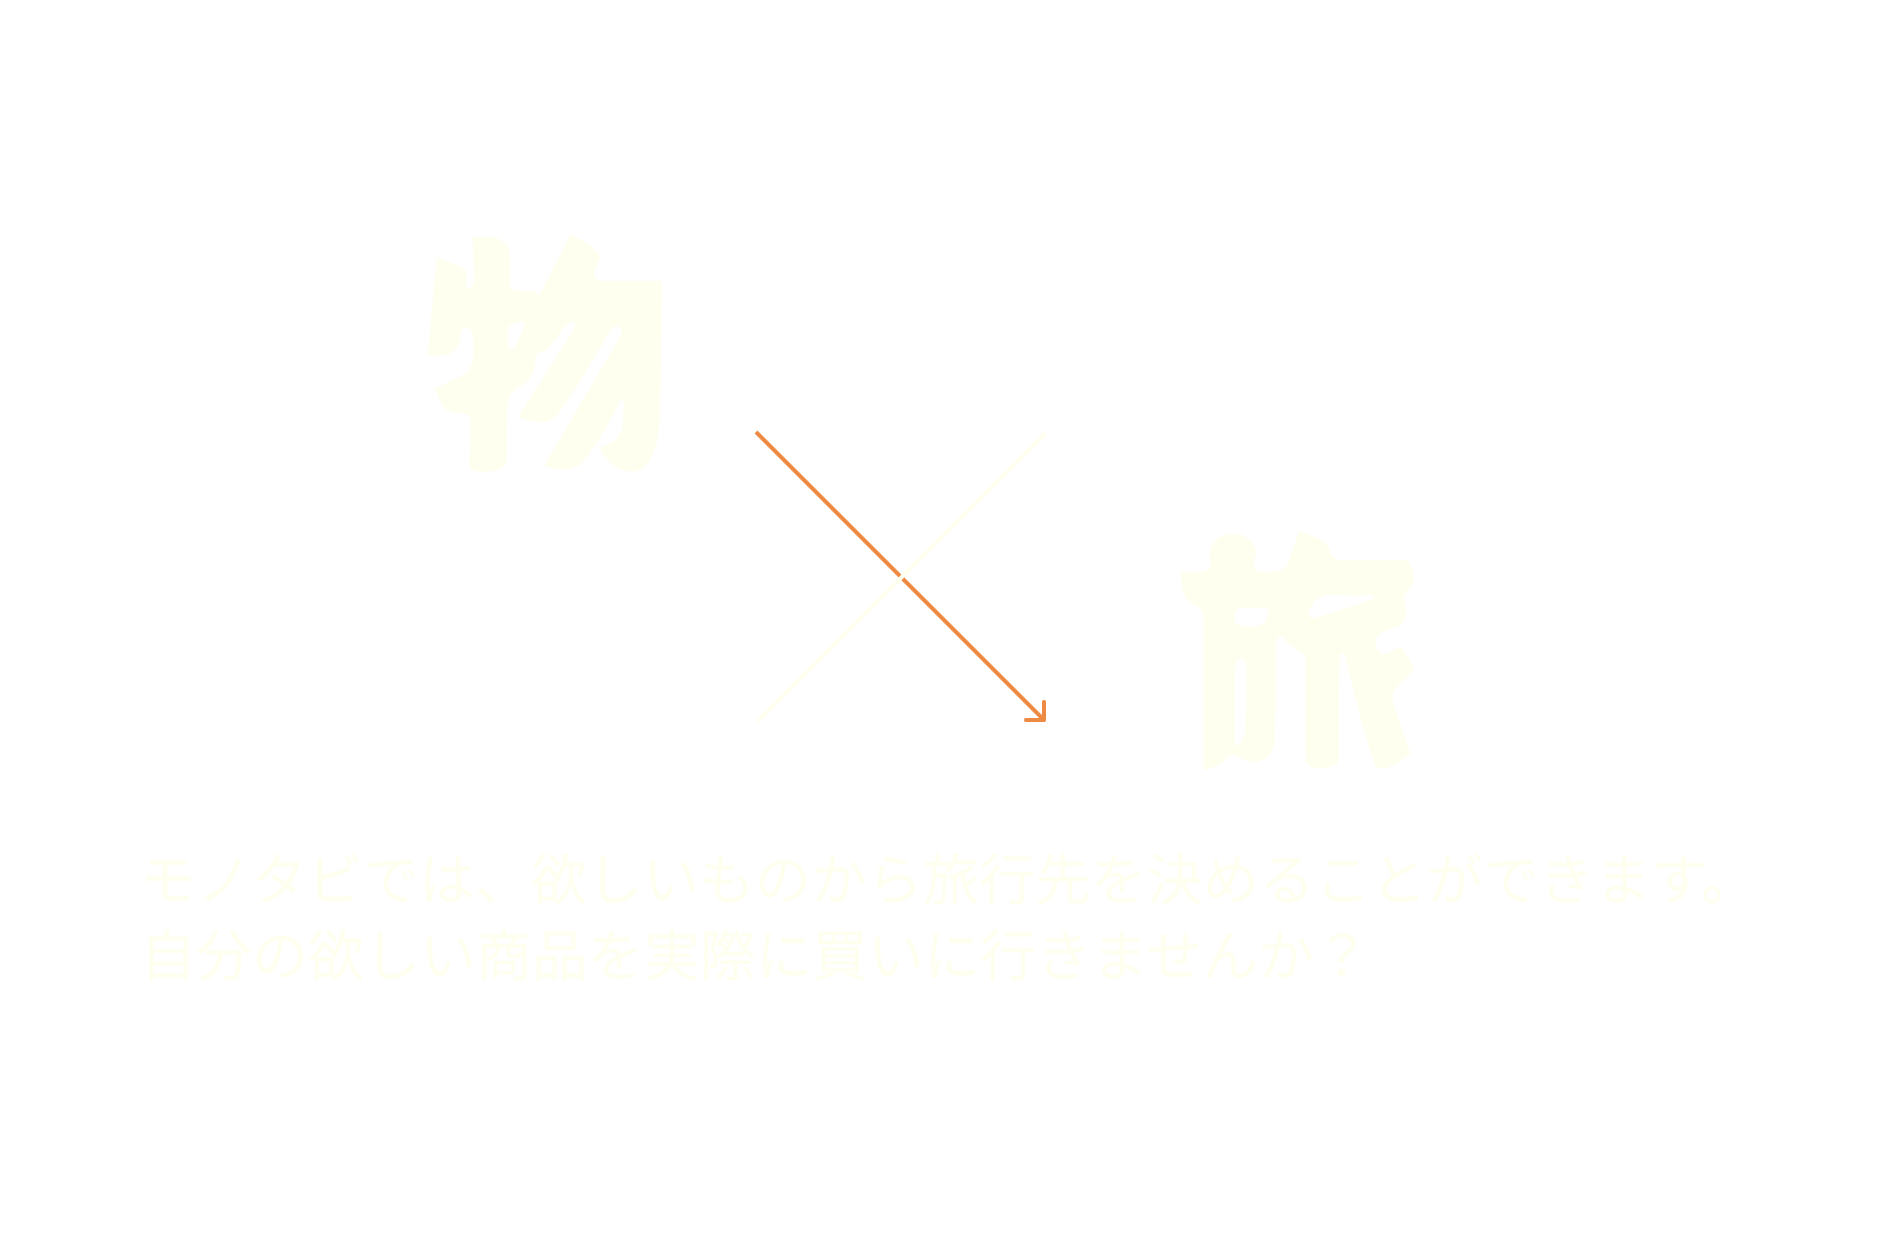 物
旅
モノタビでは、欲しいものから旅行先を決めることができます。
自分の欲しい商品を実際に買いに行きませんか？